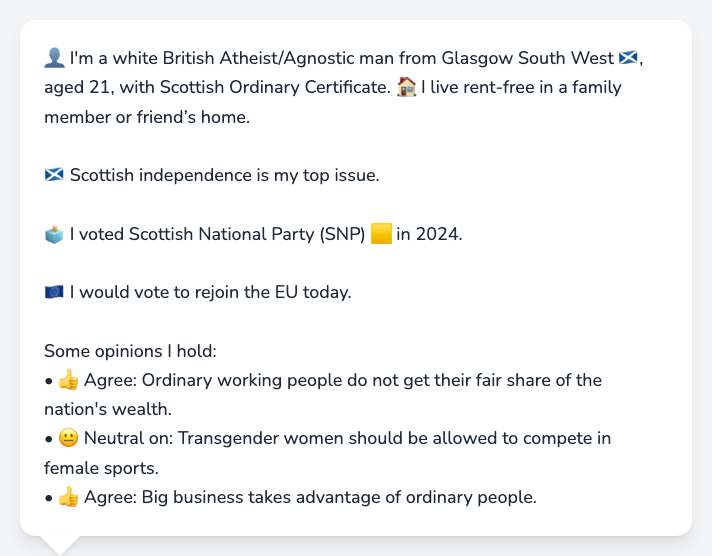 👤 I'm a white British Atheist/Agnostic man from Glasgow South West 🏴󠁧󠁢󠁳󠁣󠁴󠁿,
aged 21, with Scottish Ordinary Certificate. 🏠 I live rent-free in a family
member or friend’s home.
🏴󠁧󠁢󠁳󠁣󠁴󠁿 Scottish independence is my top issue.
🗳️ I voted Scottish National Party (SNP) 🟨 in 2024.
🇪🇺 I would vote to rejoin the EU today.
Some opinions I hold:
• 👍 Agree: Ordinary working people do not get their fair share of the
nation's wealth.
• 😐 Neutral on: Transgender women should be allowed to compete in
female sports.
• 👍 Agree: Big business takes advantage of ordinary people.